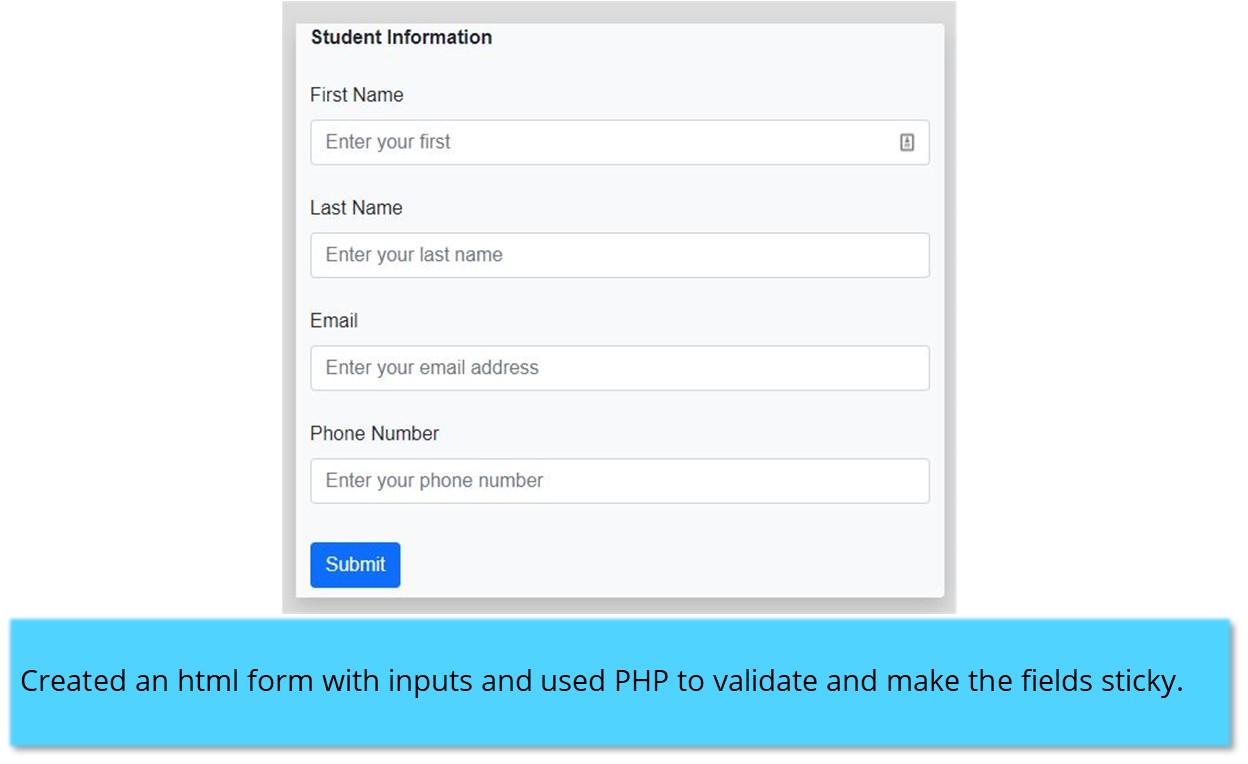 Student Information
First Name
Enter your first
Last Name
Enter your last name
Email
Enter your email address
Phone Number
Enter your phone number
Submit
Created an html form with inputs and used PHP to validate and make the fields sticky.